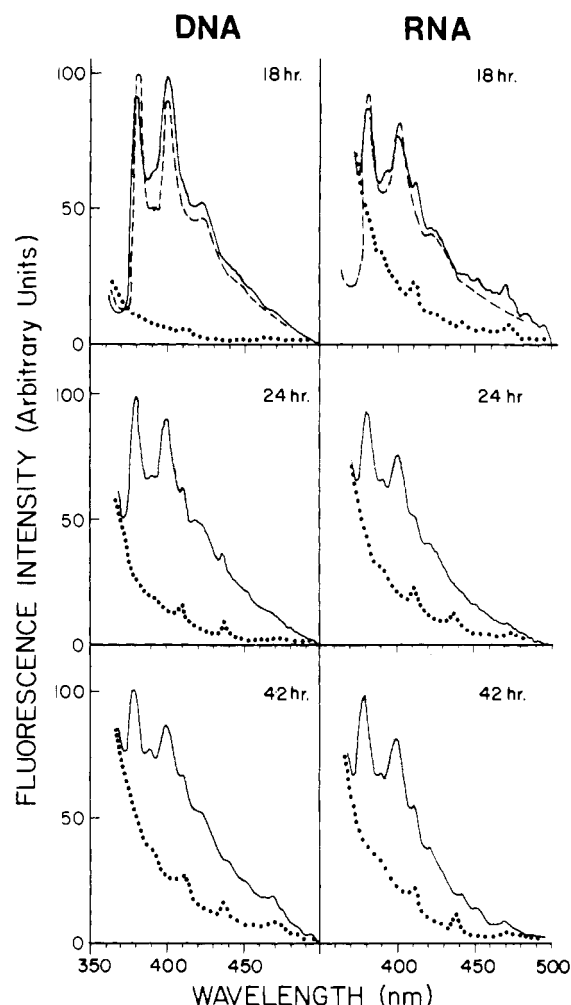 DNA RNA
FLUORESCENCE INTENSITY (Arbitrary Units)
100 18 hr. 18 hr.
50
0
100 24 hr. 24 hr
50
0
100 42 hr. 42 hr.
50
0
350 400 450 400 450 500
WAVELENGTH (nm)